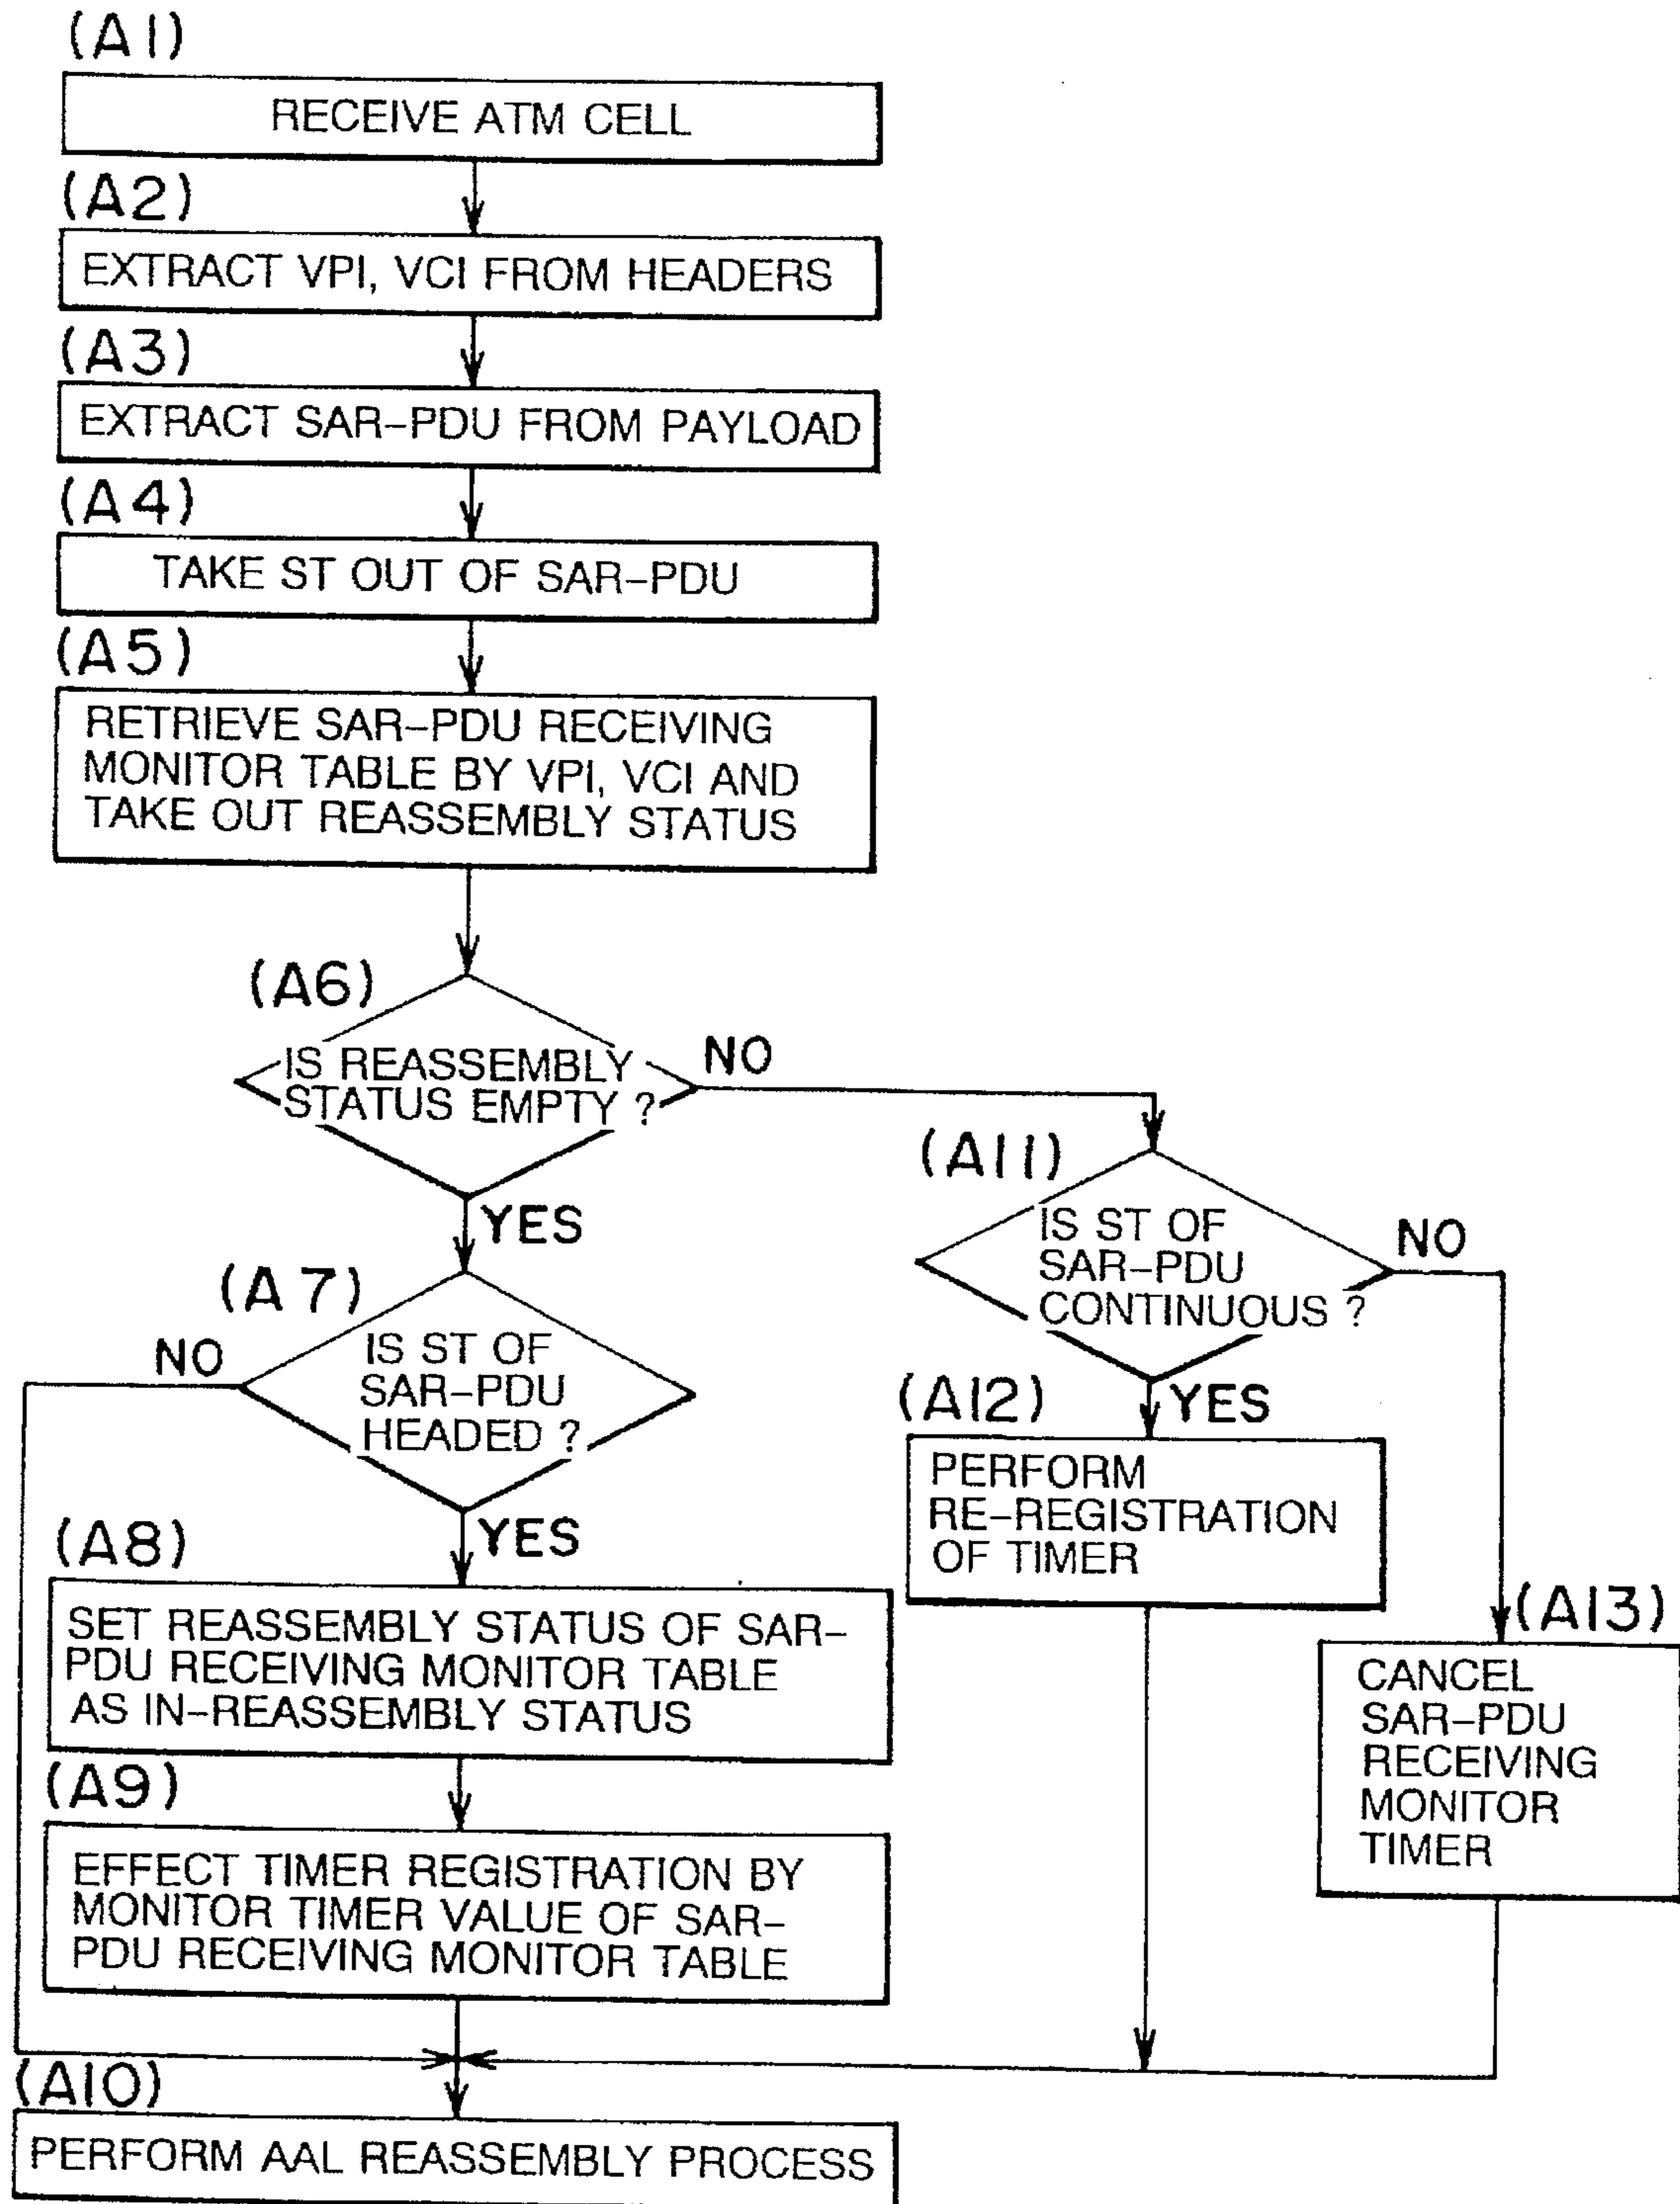 (A1)
RECEIVE ATM CELL
(A2)
EXTRACT VPI, VCI FROM HEADERS
(A3)
EXTRACT SAR-PDU FROM PAYLOAD
(A4)
TAKE ST OUT OF SAR-PDU
(A5)
RETRIEVE SAR-PDU RECEIVING
MONITOR TABLE BY VPI, VCI AND
TAKE OUT REASSEMBLY STATUS
(A6)
IS REASSEMBLY
STATUS EMPTY ?
NO
YES
(A7)
IS ST OF
SAR-PDU
HEADED ?
NO
YES
(A8)
SET REASSEMBLY STATUS OF SAR-
PDU RECEIVING MONITOR TABLE
AS IN-REASSEMBLY STATUS
(A9)
EFFECT TIMER REGISTRATION BY
MONITOR TIMER VALUE OF SAR-
PDU RECEIVING MONITOR TABLE
(A10)
PERFORM AAL REASSEMBLY PROCESS
(A11)
IS ST OF
SAR-PDU
CONTINUOUS ?
NO
YES
(A12)
PERFORM
RE-REGISTRATION
OF TIMER
(A13)
CANCEL
SAR-PDU
RECEIVING
MONITOR
TIMER